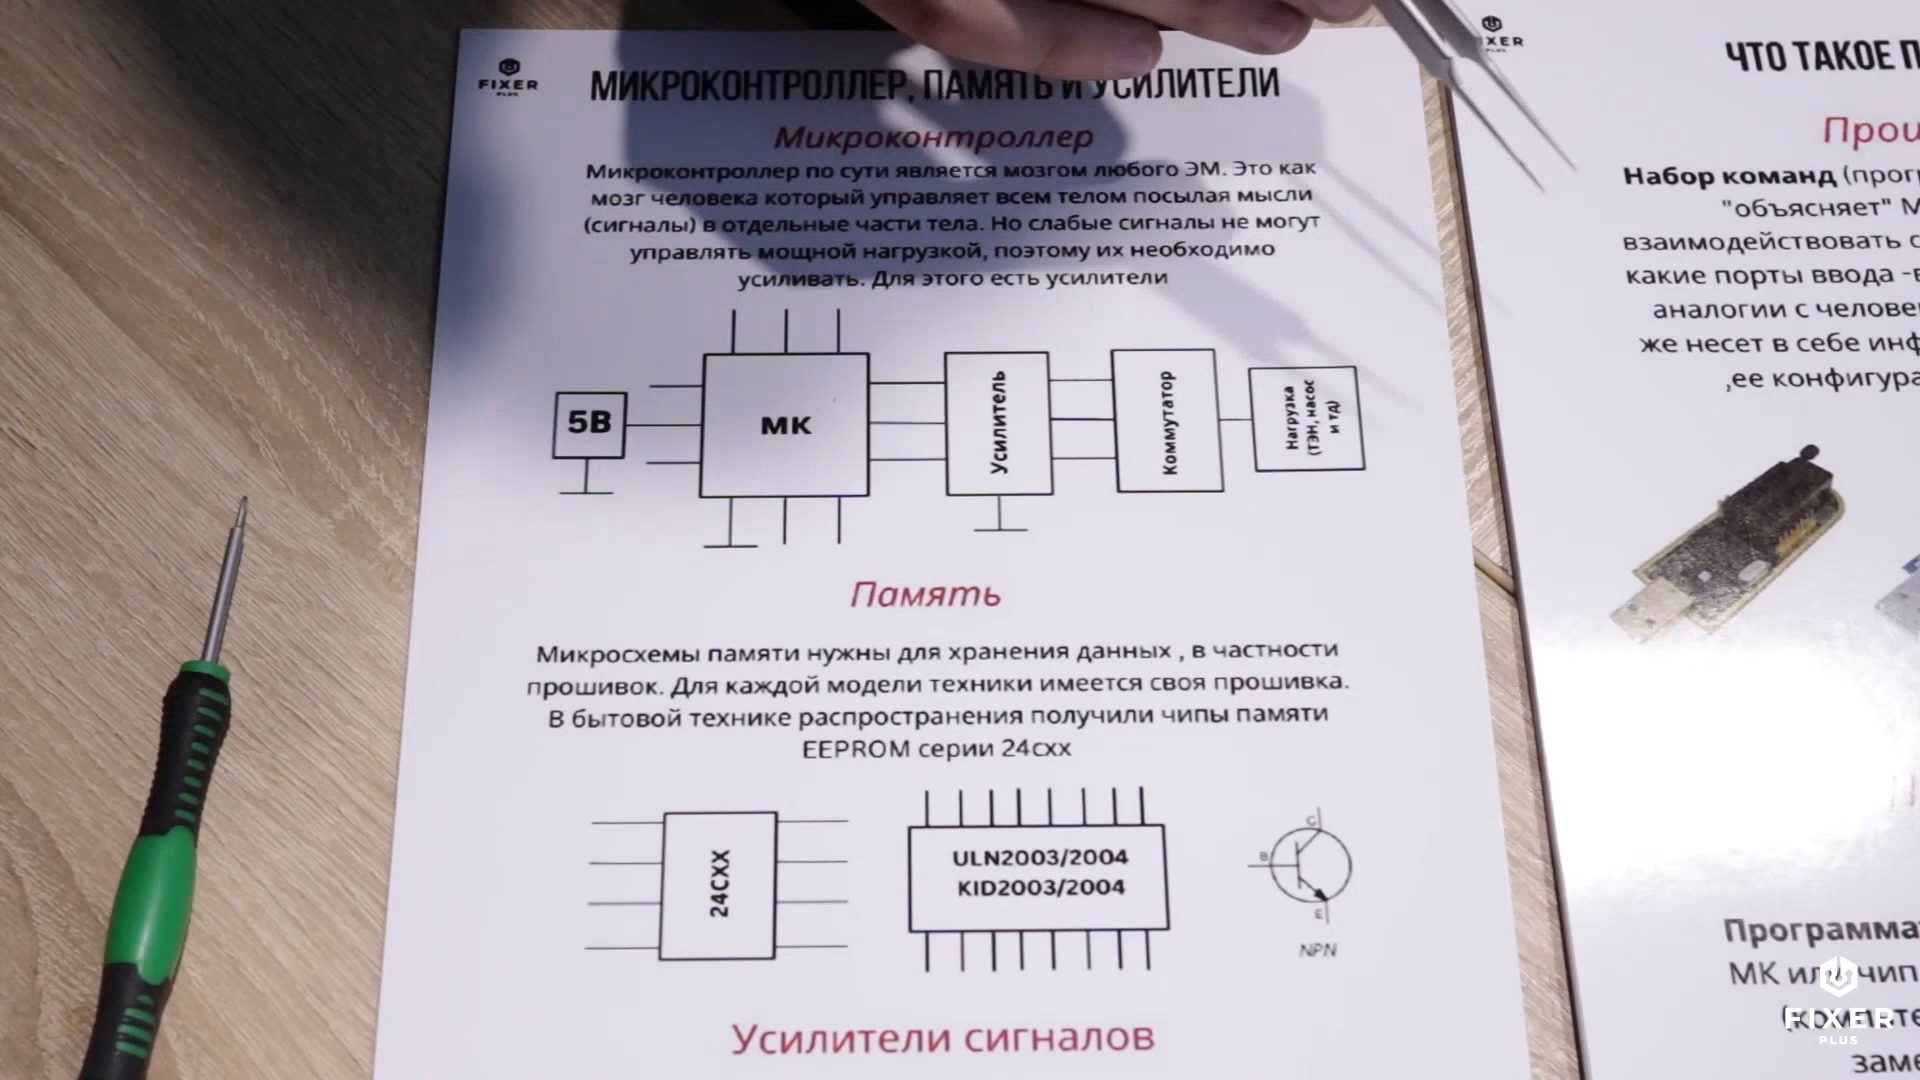 FIXER
PLUS
МИКРОКОНТРОЛЛЕР, ПАМЯТЬ И УСИЛИТЕЛИ
Микроконтроллер
Микроконтроллер по сути является мозгом любого ЭМ. Это как
мозг человека который управляет всем телом посылая мысли
(сигналы) в отдельные части тела. Но слабые сигналы не могут
управлять мощной нагрузкой, поэтому их необходимо
усиливать. Для этого есть усилители
5В
МК
Усилитель
Коммутатор
Нагрузка
(ТЭН, насос
и тд)
Память
Микросхемы памяти нужны для хранения данных , в частности
прошивок. Для каждой модели техники имеется своя прошивка.
В бытовой технике распространения получили чипы памяти
EEPROM серии 24схх
24CXX
ULN2003/2004
KID2003/2004
C
B
E
NPN
Усилители сигналов
XER
PLUS
ЧТО ТАКОЕ П
Прош
Набор команд (прог
"объясняет" М
взаимодействовать с
какие порты ввода -в
аналогии с челове
же несет в себе инф
,ее конфигура
Программа
МК или чип
заме
FIXER
PLUS